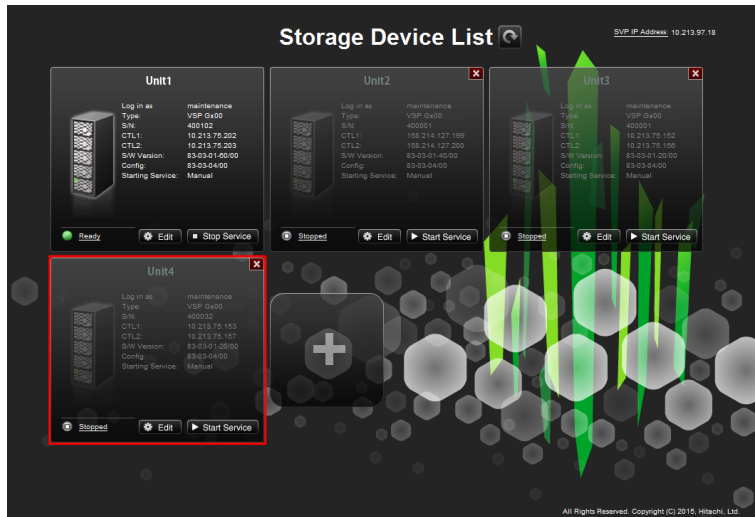 Storage Device List
SVP IP Address: 10.213.97.18
Unit1
Log in as maintenance
Type: VSP Gx00
S/N: 400102
CTL1: 10.213.75.202
CTL2: 10.213.75.203
S/W Version: 83-03-01-60/00
Config: 83-03-04/00
Starting Service: Manual
Ready Edit Stop Service
Unit2
Log in as maintenance
Type: VSP Gx00
S/N: 400001
CTL1: 158.214.127.199
CTL2: 158.214.127.200
S/W Version: 83-03-01-40/00
Config: 83-03-04/00
Starting Service: Manual
Stopped Edit Start Service
Unit3
Log in as maintenance
Type: VSP Gx00
S/N: 400001
CTL1: 10.213.75.152
CTL2: 10.213.75.156
S/W Version: 83-03-01-20/00
Config: 83-03-04/00
Starting Service: Manual
Stopped Edit Start Service
Unit4
Log in as maintenance
Type: VSP Gx00
S/N: 400032
CTL1: 10.213.75.153
CTL2: 10.213.75.157
S/W Version: 83-03-01-20/00
Config: 83-03-04/00
Starting Service: Manual
Stopped Edit Start Service
All Rights Reserved. Copyright (C) 2015, Hitachi, Ltd.